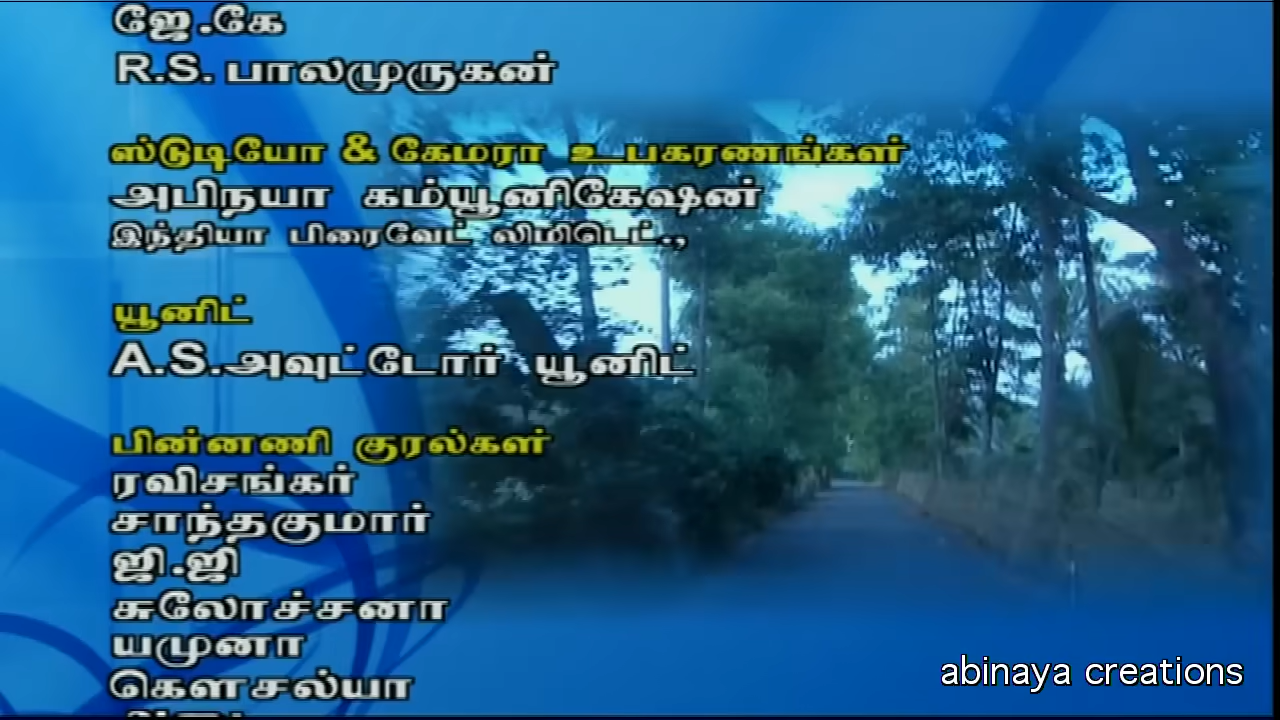 ஜே.கே
R.S. பாலமுருகன்
ஸ்டுடியோ & கேமரா உபகரணங்கள்
அபிநயா கம்யூனிகேஷன்
இந்தியா பிரைவேட் லிமிடெட்.,
யூனிட்
A.S.அவுட்டோர் யூனிட்
பின்னணி குரல்கள்
ரவிசங்கர்
சாந்தகுமார்
ஜி.ஜி
சுலோச்சனா
யமுனா
கௌசல்யா
abinaya creations